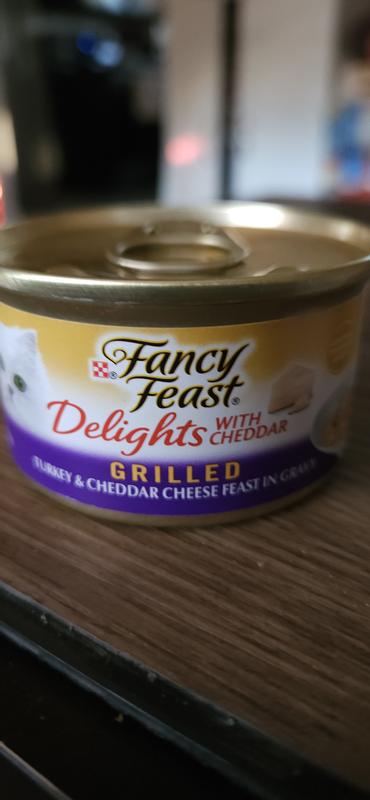 Fancy
Feast®
Delights WITH
CHEDDAR
GRILLED
TURKEY & CHEDDAR CHEESE FEAST IN GRAVY